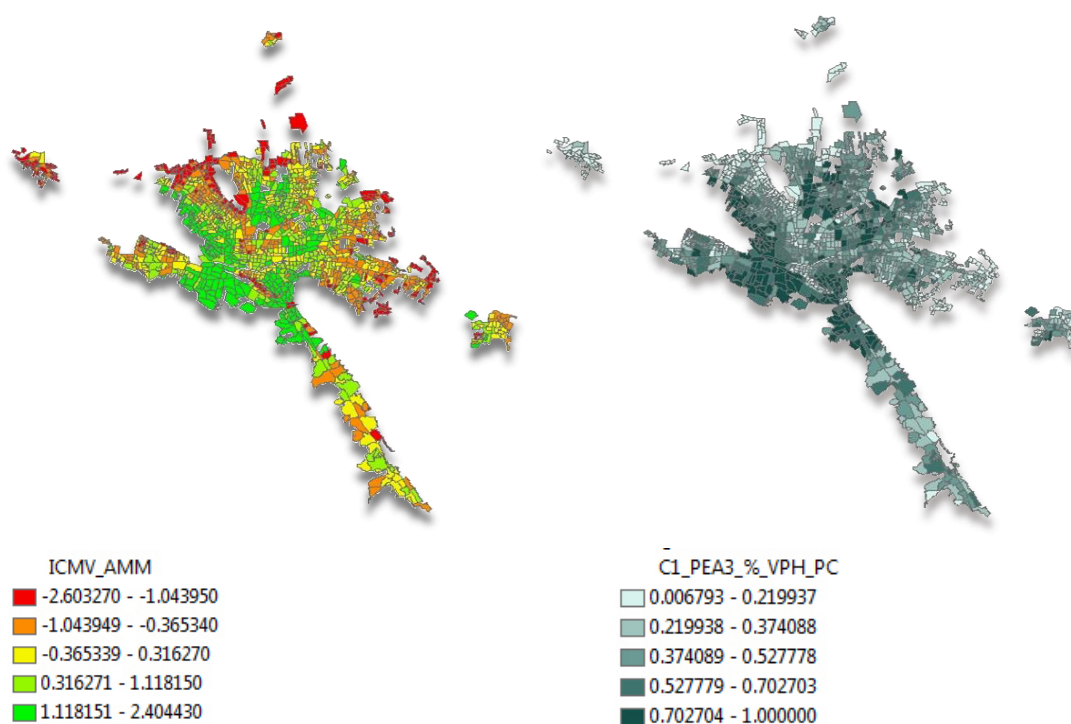 ICMV_AMM
-2.603270 - -1.043950
-1.043949 - -0.365340
-0.365339 - 0.316270
0.316271 - 1.118150
1.118151 - 2.404430
C1_PEA3_%_VPH_PC
0.006793 - 0.219937
0.219938 - 0.374088
0.374089 - 0.527778
0.527779 - 0.702703
0.702704 - 1.000000